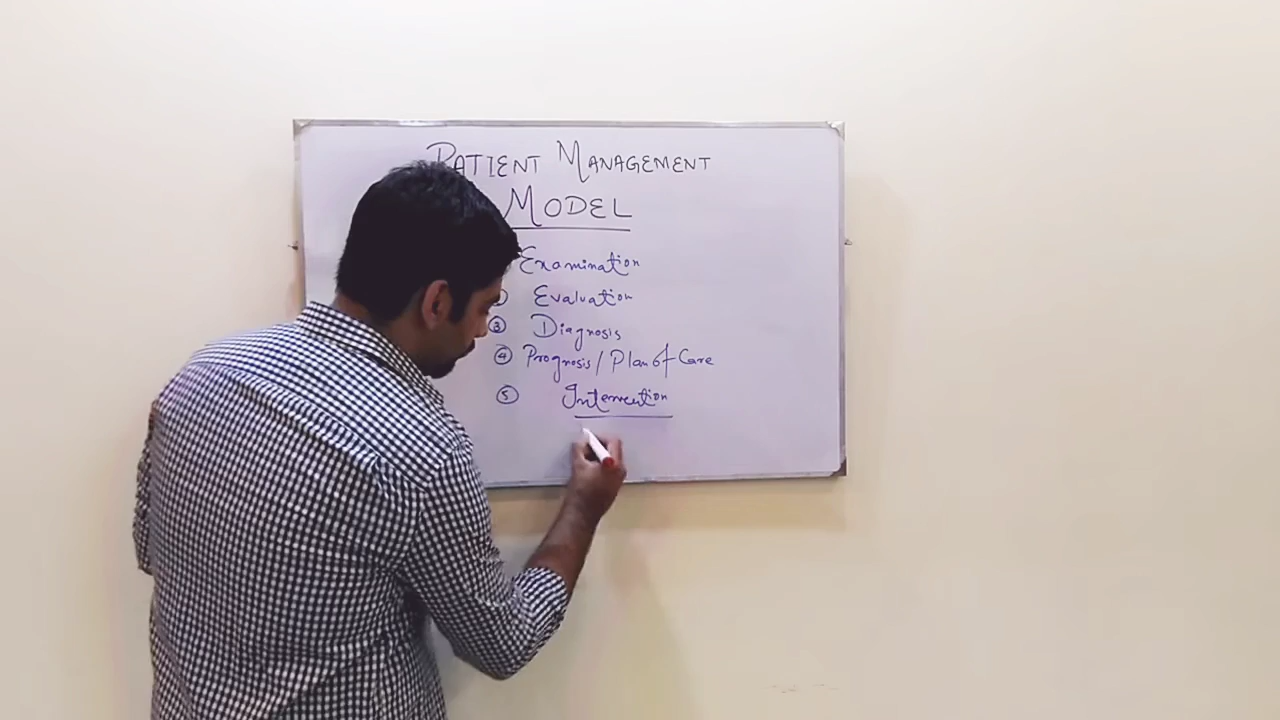 PATIENT MANAGEMENT
MODEL
Examination
Evaluation
③ Diagnosis
④ Prognosis / Plan of Care
⑤ Intervention